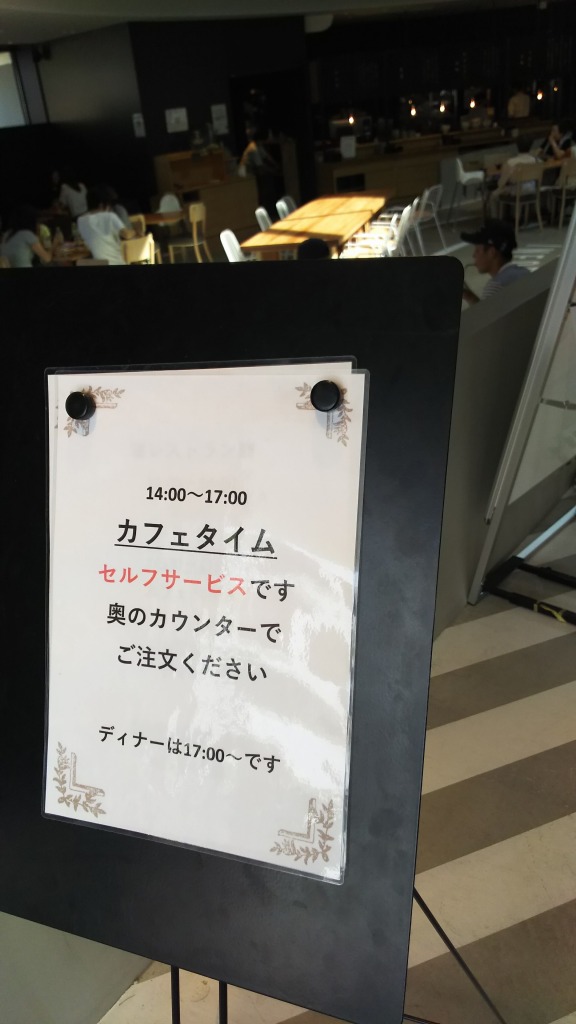 14:00～17:00
カフェタイム
セルフサービスです
奥のカウンターで
ご注文ください
ディナーは17:00～です